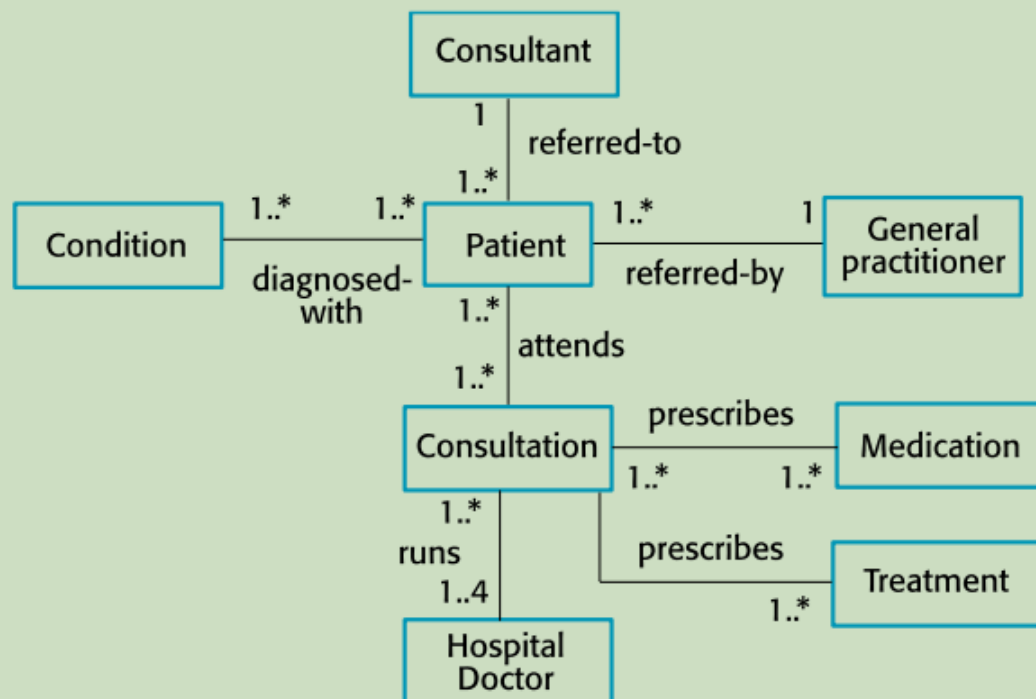 Consultant
1
referred-to
1..*
1..*
1..*
1..*
1
Condition
Patient
General
practitioner
diagnosed-
with
referred-by
1..*
attends
1..*
prescribes
Consultation
Medication
1..*
1..*
1..*
runs
prescribes
1..4
Treatment
1..*
Hospital
Doctor